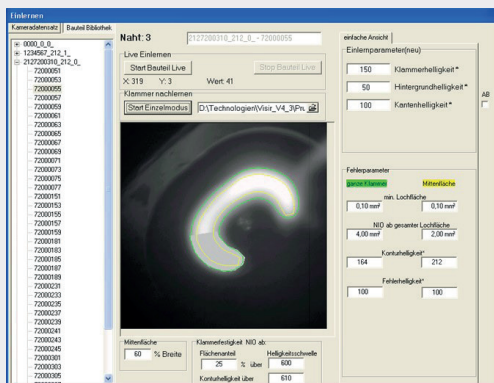 Einlernen
Kameradatensatz Bauteil Bibliothek
0000_0_0_
1234567_212_1_
2127200310_212_0_
72000051
72000053
72000055
72000057
72000059
72000061
72000063
72000065
72000067
72000069
72000071
72000073
72000075
72000077
72000151
72000153
72000155
72000157
72000159
72000181
72000183
72000185
72000187
72000189
72000231
72000233
72000235
72000237
72000239
72000241
72000243
72000245
72000301
72000303
72000305
Naht: 3
2127200310_212_0_--72000055
Live Einlernen
Start Bauteil Live
Stop Bauteil Live
X: 319 Y: 3 Wert: 41
Klammer nachlernen
Start Einzelmodus
D:\Technologien\Visir_V4_3\Pru
Mittenfläche
60 % Breite
Klammerfestigkeit NIO ab:
Flächenanteil Helligkeitsschwelle
25 % über 600
Konturhelligkeit über 610
einfache Ansicht
Einlernparameter(neu)
150 Klammerhelligkeit*
50 Hintergrundhelligkeit*
100 Kantenhelligkeit*
AB
Fehlerparameter
ganze Klammer Mittenfläche
min. Lochfläche
0,10 mm² 0,10 mm²
NIO ab gesamter Lochfläche
4,00 mm² 2,00 mm²
Konturhelligkeit*
164 212
Fehlerhelligkeit*
100 100